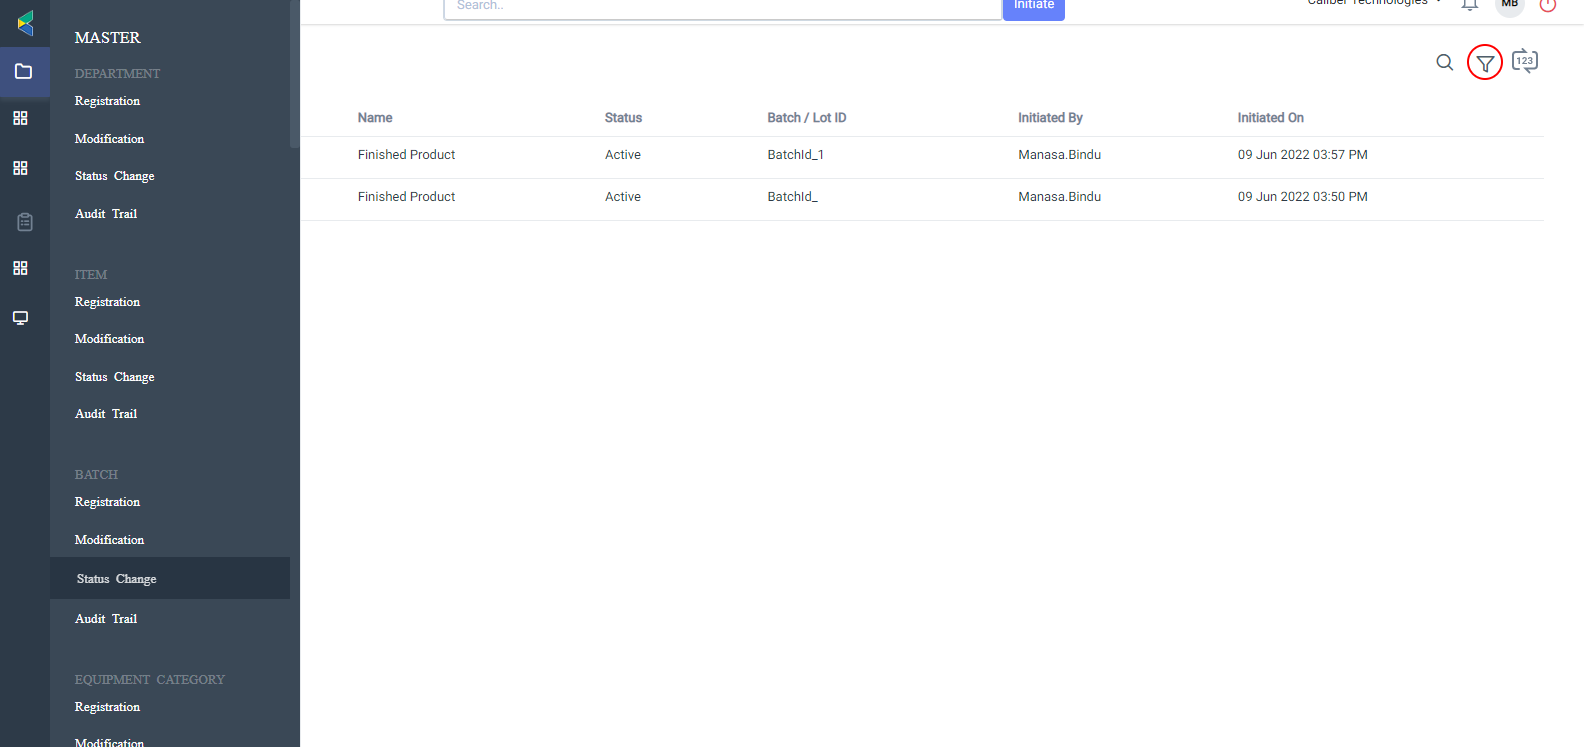 Search..
Initiate
Caliber Technologies
MB
MASTER
DEPARTMENT
Registration
Modification
Status Change
Audit Trail
ITEM
Registration
Modification
Status Change
Audit Trail
BATCH
Registration
Modification
Status Change
Audit Trail
EQUIPMENT CATEGORY
Registration
Modification
123
Name Status Batch / Lot ID Initiated By Initiated On
Finished Product Active BatchId_1 Manasa.Bindu 09 Jun 2022 03:57 PM
Finished Product Active BatchId_ Manasa.Bindu 09 Jun 2022 03:50 PM